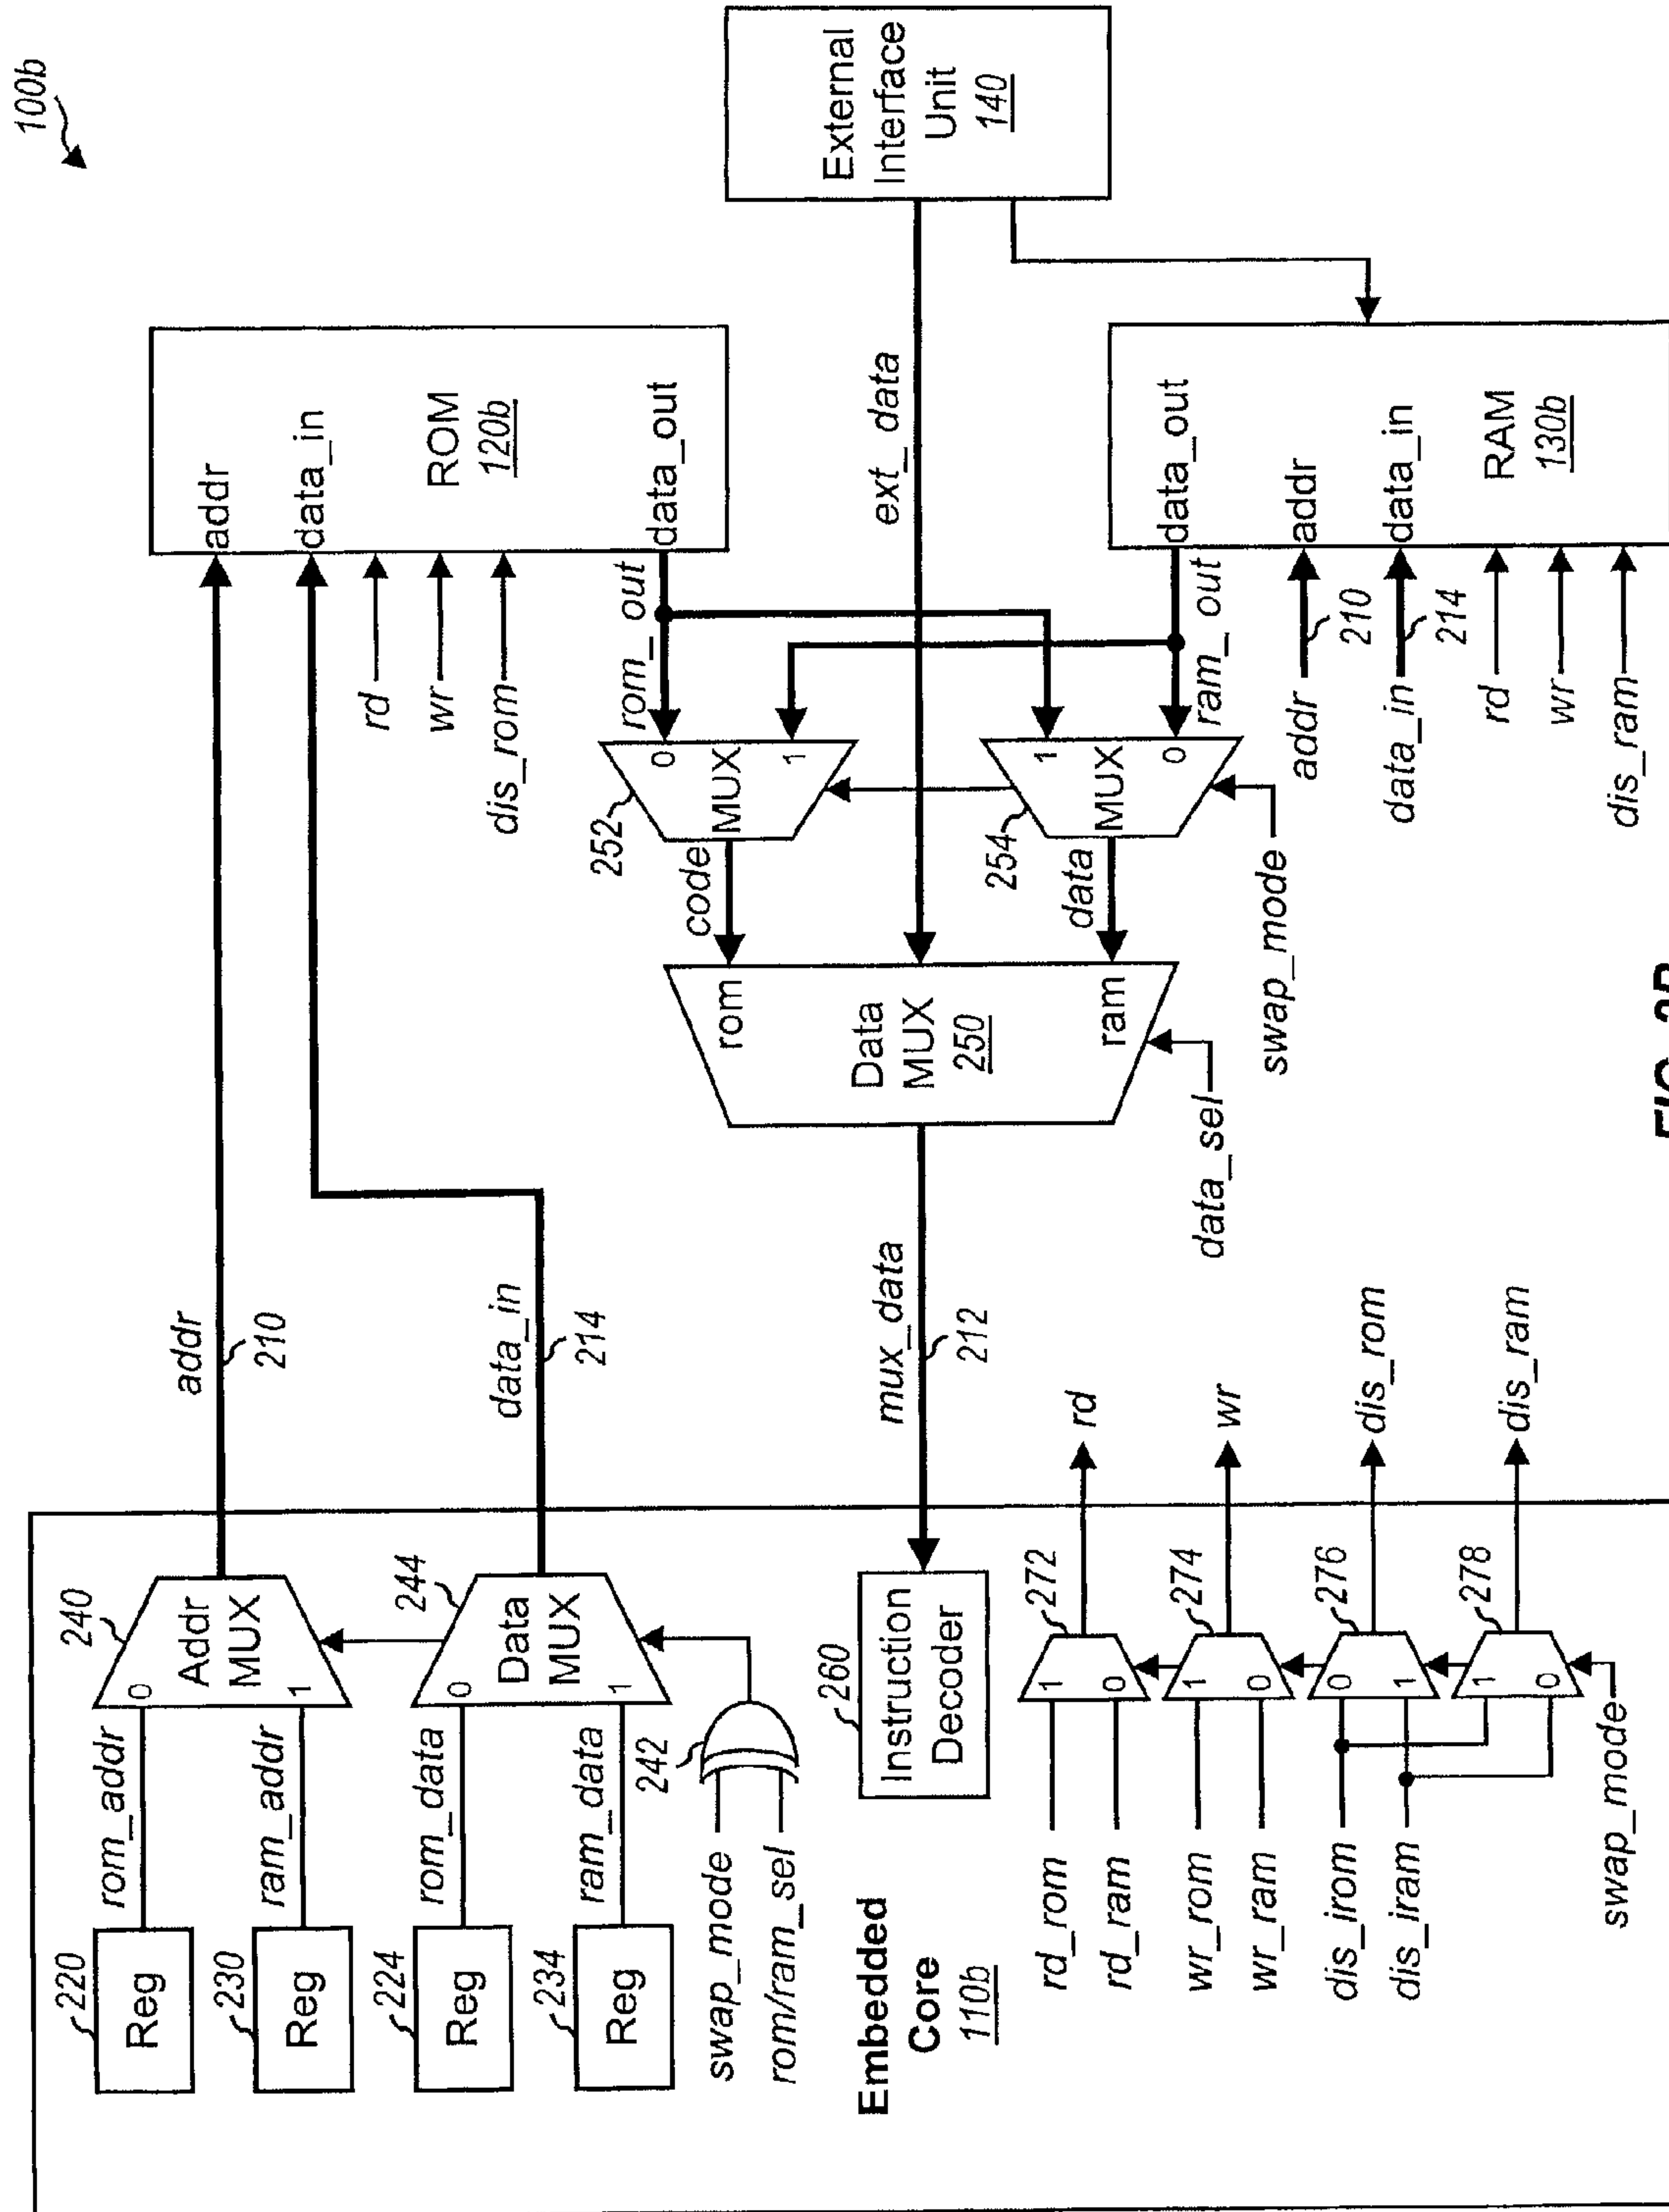 100b
220
Reg
rom_addr
0
Addr
MUX
1
240
addr
210
230
Reg
ram_addr
224
Reg
rom_data
0
Data
MUX
1
244
data_in
214
234
Reg
ram_data
242
swap_mode
rom/ram_sel
Embedded
Core
110b
260
Instruction
Decoder
mux_data
212
rd_rom
rd_ram
1
0
272
rd
wr_rom
wr_ram
1
0
274
wr
dis_irom
dis_iram
0
1
276
dis_rom
1
0
278
dis_ram
swap_mode
addr
data_in
rd
wr
dis_rom
ROM
120b
data_out
rom_out
252
0
MUX
1
code
rom
Data
MUX
250
ram
data_sel
ext_data
External
Interface
Unit
140
254
1
MUX
0
data
swap_mode
ram_out
data_out
addr
data_in
RAM
130b
addr
210
data_in
214
rd
wr
dis_ram